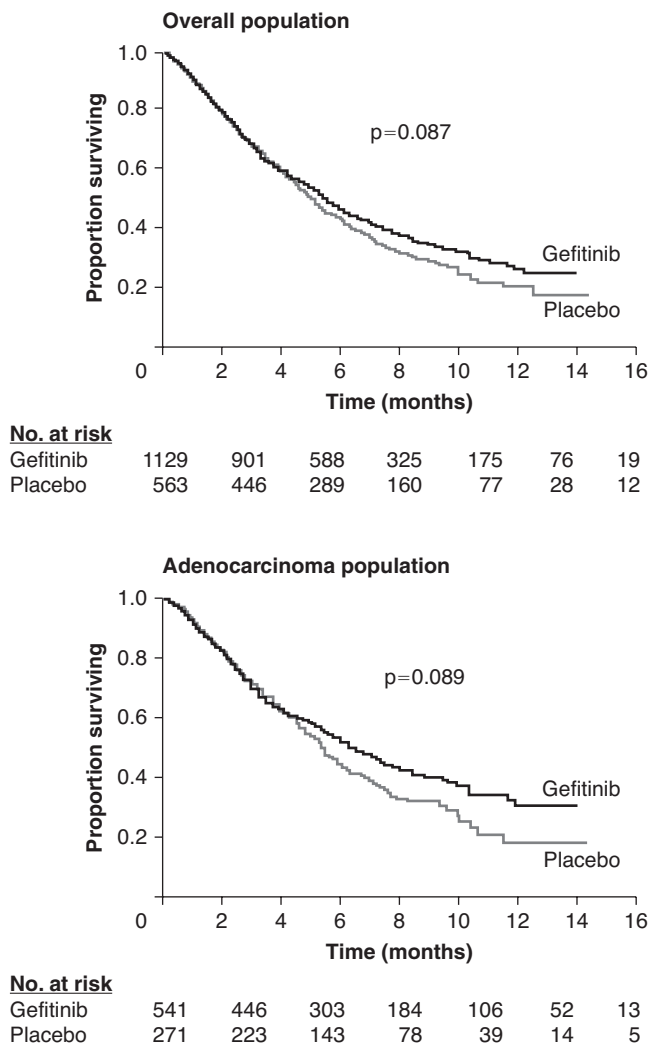 Overall population
1.0
0.8
0.6
0.4
0.2
Proportion surviving
p=0.087
Gefitinib
Placebo
0 2 4 6 8 10 12 14 16
Time (months)
No. at risk
Gefitinib 1129 901 588 325 175 76 19
Placebo 563 446 289 160 77 28 12
Adenocarcinoma population
1.0
0.8
0.6
0.4
0.2
Proportion surviving
p=0.089
Gefitinib
Placebo
0 2 4 6 8 10 12 14 16
Time (months)
No. at risk
Gefitinib 541 446 303 184 106 52 13
Placebo 271 223 143 78 39 14 5